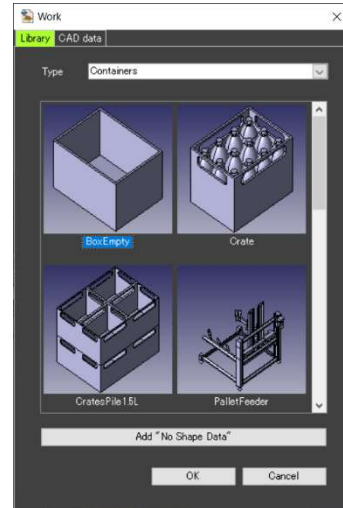 Work
Library CAD data
Type Containers
BoxEmpty Crate
CratesPile1.5L PalletFeeder
Add "No Shape Data"
OK Cancel